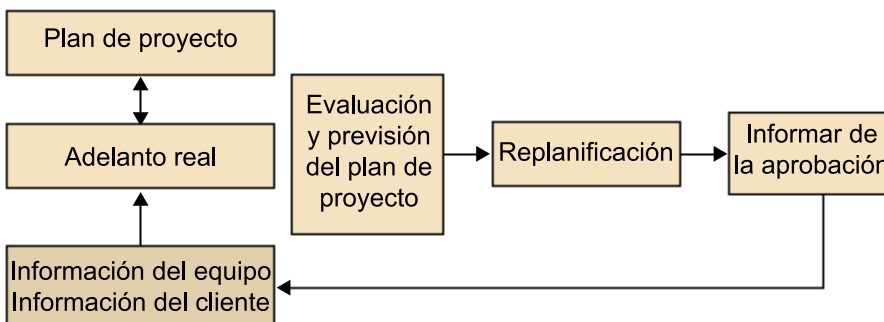 Plan de proyecto
Adelanto real
Información del equipo
Información del cliente
Evaluación
y previsión
del plan de
proyecto
Replanificación
Informar de
la aprobación